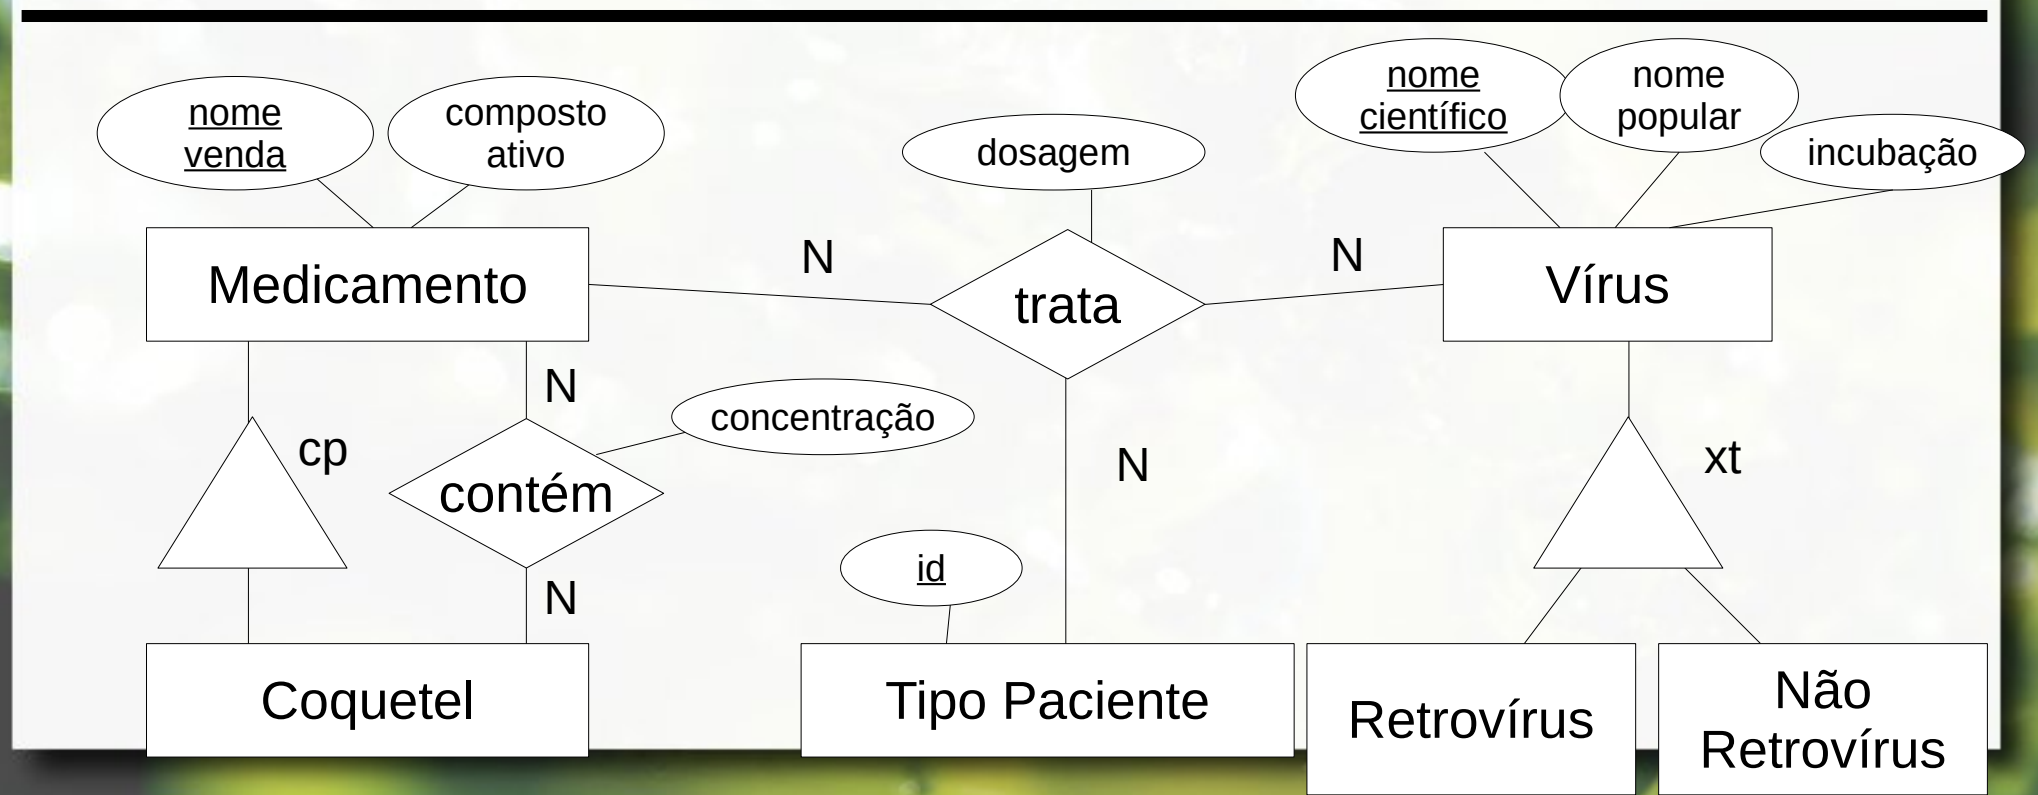 nome
venda
composto
ativo
dosagem
nome
científico
nome
popular
incubação
Medicamento
N
trata
N
Vírus
cp
N
contém
concentração
N
N
xt
id
Coquetel
Tipo Paciente
Retrovírus
Não
Retrovírus